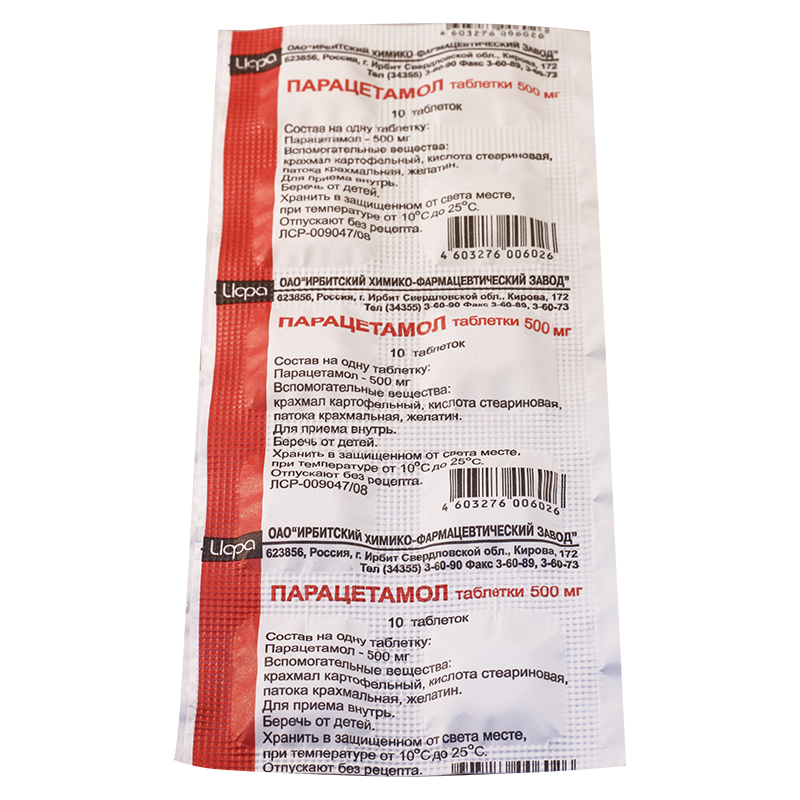 4 603276 006026
Ицра
ОАО"ИРБИТСКИЙ ХИМИКО-ФАРМАЦЕВТИЧЕСКИЙ ЗАВОД"
623856, Россия, г. Ирбит Свердловской обл., Кирова, 172
Тел (34355) 3-60-90 Факс 3-60-89, 3-60-73
ПАРАЦЕТАМОЛ таблетки 500 мг
10 таблеток
Состав на одну таблетку:
Парацетамол - 500 мг
Вспомогательные вещества:
крахмал картофельный, кислота стеариновая,
патока крахмальная, желатин.
Для приема внутрь.
Беречь от детей.
Хранить в защищенном от света месте,
при температуре от 10°С до 25°С.
Отпускают без рецепта.
ЛСР-009047/08
4 603276 006026
Ицра
ОАО"ИРБИТСКИЙ ХИМИКО-ФАРМАЦЕВТИЧЕСКИЙ ЗАВОД"
623856, Россия, г. Ирбит Свердловской обл., Кирова, 172
Тел (34355) 3-60-90 Факс 3-60-89, 3-60-73
ПАРАЦЕТАМОЛ таблетки 500 мг
10 таблеток
Состав на одну таблетку:
Парацетамол - 500 мг
Вспомогательные вещества:
крахмал картофельный, кислота стеариновая,
патока крахмальная, желатин.
Для приема внутрь.
Беречь от детей.
Хранить в защищенном от света месте,
при температуре от 10°С до 25°С.
Отпускают без рецепта.
ЛСР-009047/08
4 603276 006026
Ицра
ОАО"ИРБИТСКИЙ ХИМИКО-ФАРМАЦЕВТИЧЕСКИЙ ЗАВОД"
623856, Россия, г. Ирбит Свердловской обл., Кирова, 172
Тел (34355) 3-60-90 Факс 3-60-89, 3-60-73
ПАРАЦЕТАМОЛ таблетки 500 мг
10 таблеток
Состав на одну таблетку:
Парацетамол - 500 мг
Вспомогательные вещества:
крахмал картофельный, кислота стеариновая,
патока крахмальная, желатин.
Для приема внутрь.
Беречь от детей.
Хранить в защищенном от света месте,
при температуре от 10°С до 25°С.
Отпускают без рецепта.